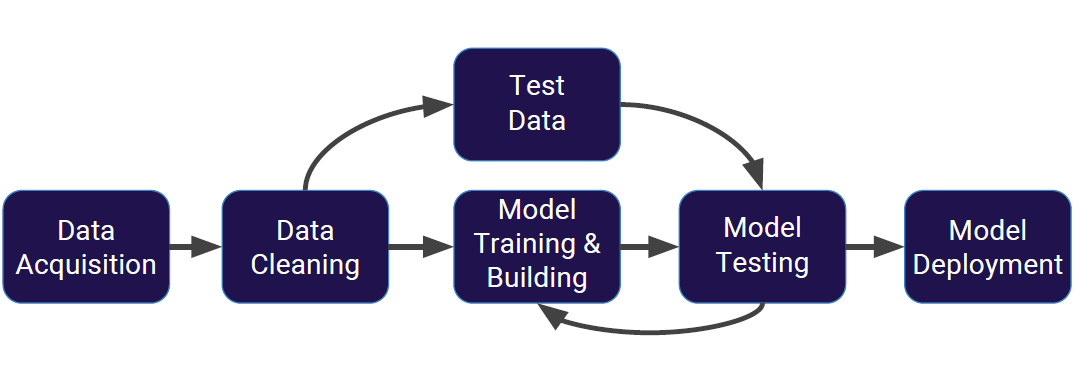 Test
Data
Data
Acquisition
Data
Cleaning
Model
Training &
Building
Model
Testing
Model
Deployment